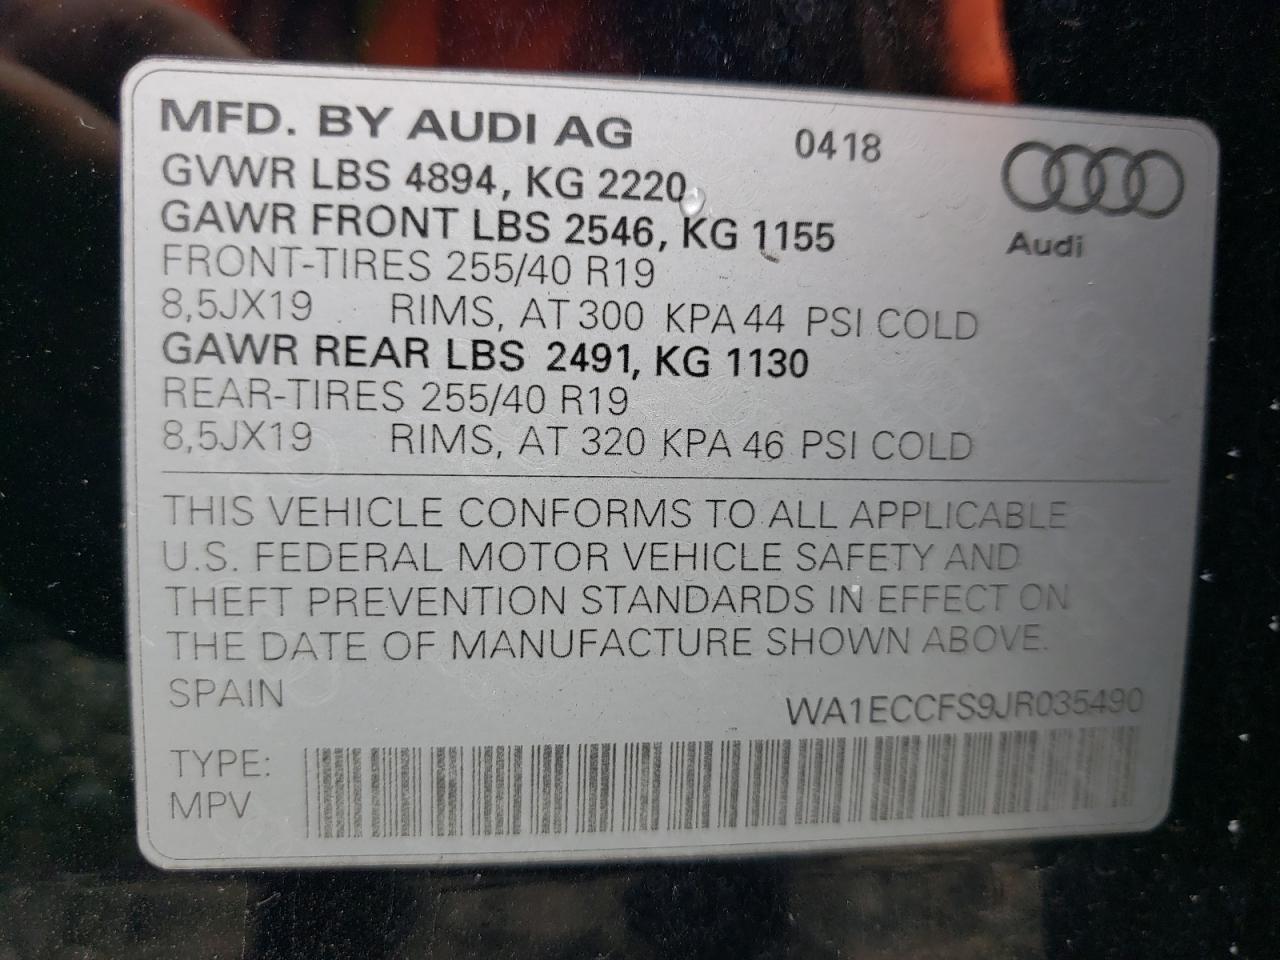 MFD. BY AUDI AG 0418
GVWR LBS 4894, KG 2220
GAWR FRONT LBS 2546, KG 1155
Audi
FRONT-TIRES 255/40 R19
8,5JX19 RIMS, AT 300 KPA 44 PSI COLD
GAWR REAR LBS 2491, KG 1130
REAR-TIRES 255/40 R19
8,5JX19 RIMS, AT 320 KPA 46 PSI COLD
THIS VEHICLE CONFORMS TO ALL APPLICABLE
U.S. FEDERAL MOTOR VEHICLE SAFETY AND
THEFT PREVENTION STANDARDS IN EFFECT ON
THE DATE OF MANUFACTURE SHOWN ABOVE.
SPAIN WA1ECCFS9JR035490
TYPE:
MPV